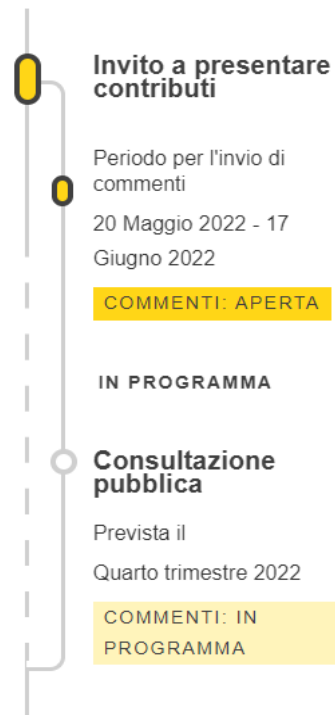 Invito a presentare
contributi
Periodo per l'invio di
commenti
20 Maggio 2022 - 17
Giugno 2022
COMMENTI: APERTA
IN PROGRAMMA
Consultazione
pubblica
Prevista il
Quarto trimestre 2022
COMMENTI: IN
PROGRAMMA